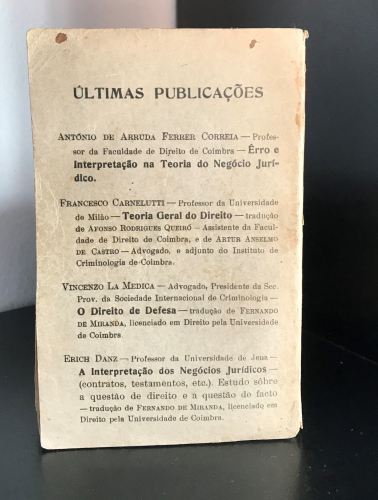 ÚLTIMAS PUBLICAÇÕES
ANTÓNIO DE ARRUDA FERRER CORREIA — Profes-
sor da Faculdade de Direito de Coimbra — Êrro e
Interpretação na Teoria do Negócio Jurí-
dico.
FRANCESCO CARNELUTTI — Professor da Universidade
de Milão — Teoria Geral do Direito — tradução
de AFONSO RODRIGUES QUEIRÓ — Assistente da Facul-
dade de Direito de Coimbra, e de ARTUR ANSELMO
DE CASTRO — Advogado, e adjunto do Instituto de
Criminologia de Coimbra.
VINCENZO LA MEDICA — Advogado, Presidente da Sec.
Prov. da Sociedade Internacional de Criminologia —
O Direito de Defesa — tradução de FERNANDO
DE MIRANDA, licenciado em Direito pela Universidade
de Coimbra
ERICH DANZ — Professor da Universidade de Jena —
A Interpretação dos Negócios Jurídicos —
(contratos, testamentos, etc.). Estudo sôbre
a questão de direito e a questão de facto
— tradução de FERNANDO DE MIRANDA, licenciado em
Direito pela Universidade de Coimbra.